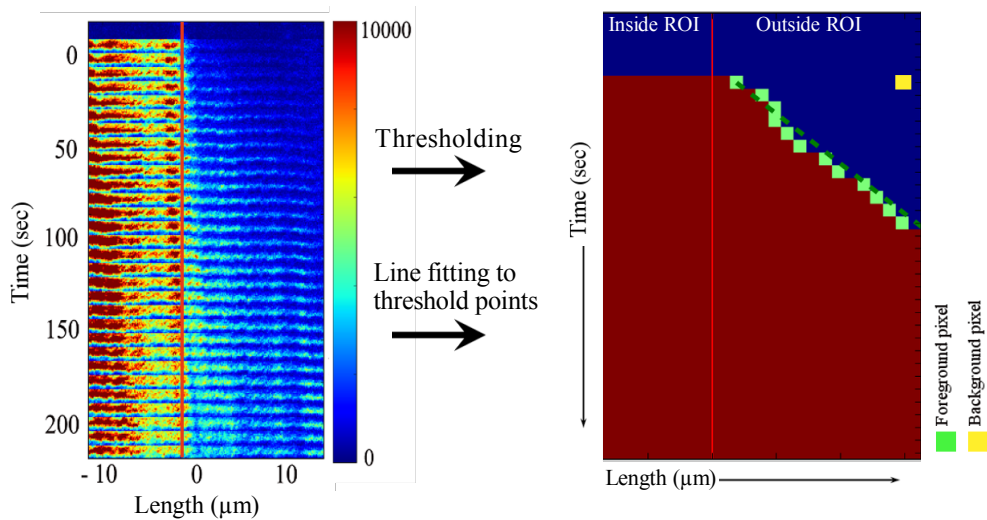 0
50
100
150
200
Time (sec)
- 10
0
10
Length (µm)
10000
0
Thresholding
Line fitting to
threshold points
Inside ROI
Outside ROI
Time (sec)
Length (µm)
Foreground pixel
Background pixel